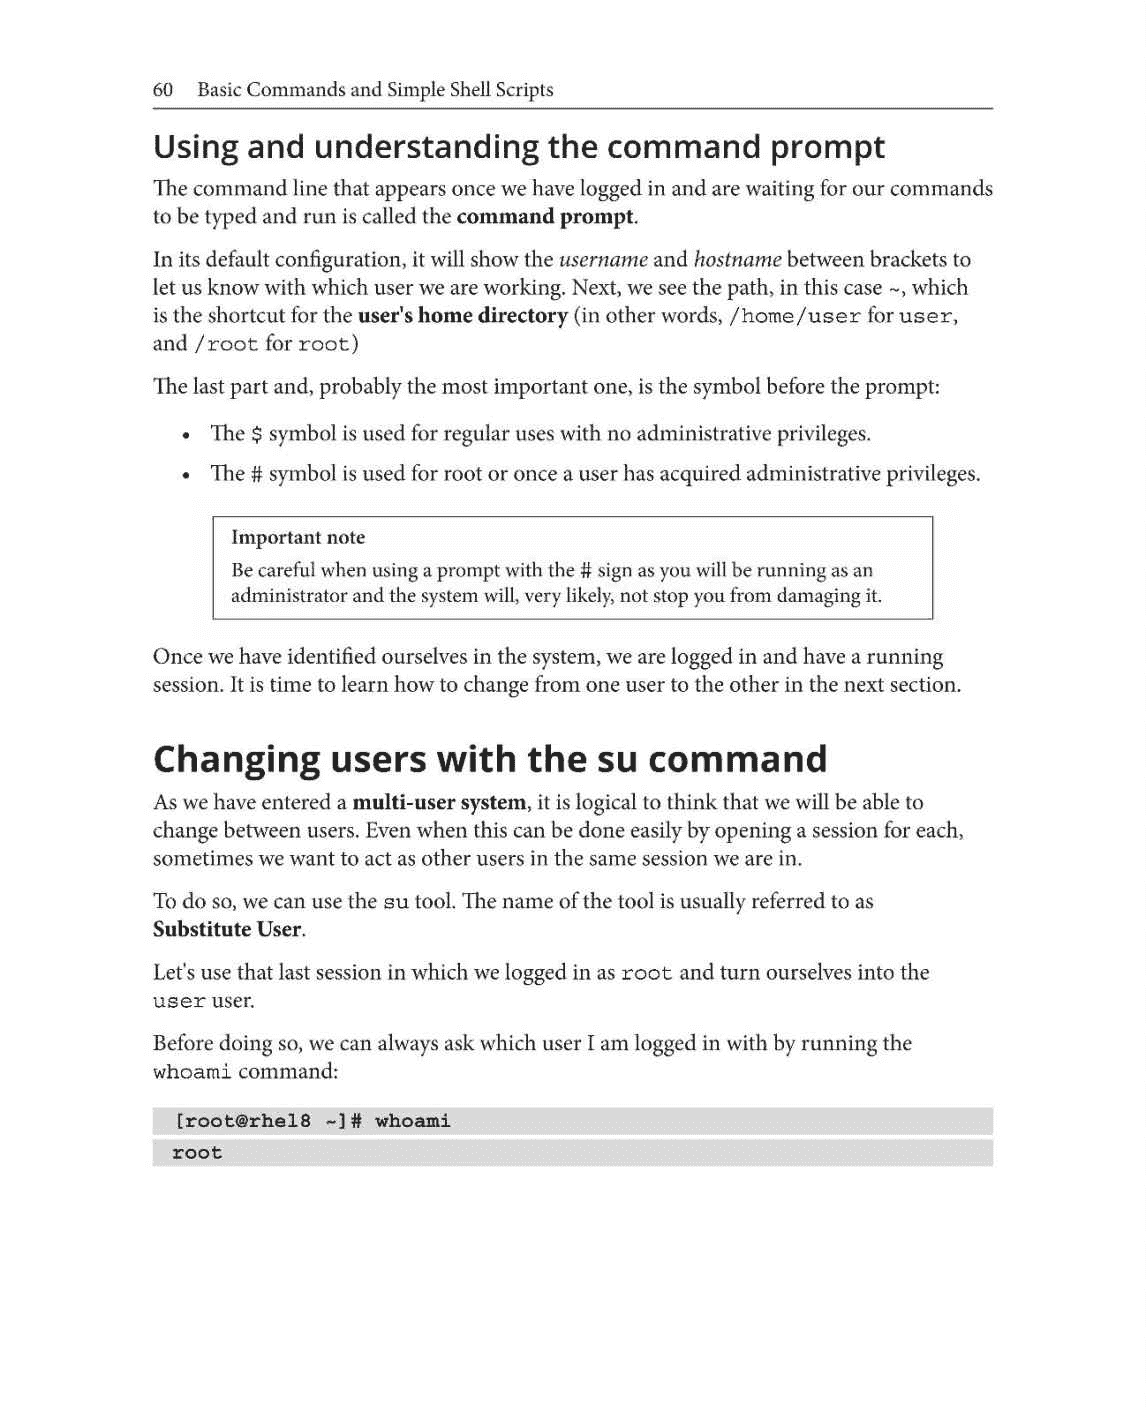 60 Basic Commands and Simple Shell Scripts
Using and understanding the command prompt
The command line that appears once we have logged in and are waiting for our commands
to be typed and run is called the command prompt.
In its default configuration, it will show the username and hostname between brackets to
let us know with which user we are working. Next, we see the path, in this case ~, which
is the shortcut for the user's home directory (in other words, /home/user for user,
and /root for root)
The last part and, probably the most important one, is the symbol before the prompt:
• The $ symbol is used for regular uses with no administrative privileges.
• The # symbol is used for root or once a user has acquired administrative privileges.
Important note
Be careful when using a prompt with the # sign as you will be running as an
administrator and the system will, very likely, not stop you from damaging it.
Once we have identified ourselves in the system, we are logged in and have a running
session. It is time to learn how to change from one user to the other in the next section.
Changing users with the su command
As we have entered a multi-user system, it is logical to think that we will be able to
change between users. Even when this can be done easily by opening a session for each,
sometimes we want to act as other users in the same session we are in.
To do so, we can use the su tool. The name of the tool is usually referred to as
Substitute User.
Let's use that last session in which we logged in as root and turn ourselves into the
user user.
Before doing so, we can always ask which user I am logged in with by running the
whoami command:
[root@rhel8 ~]# whoami
root